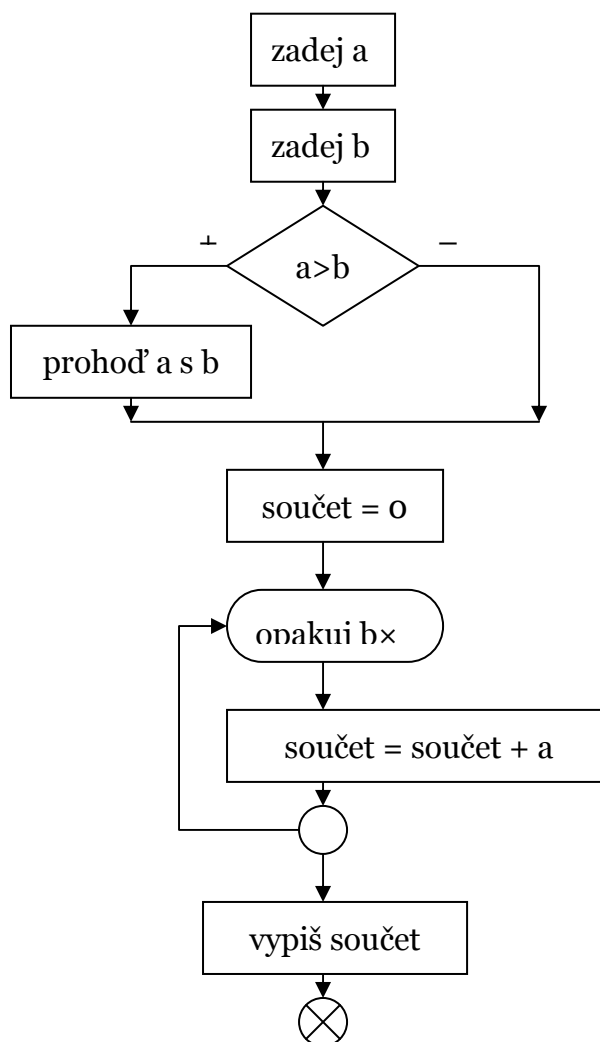 zadej a
zadej b
+
–
a>b
prohoď a s b
součet = 0
opakuj b×
součet = součet + a
vypiš součet